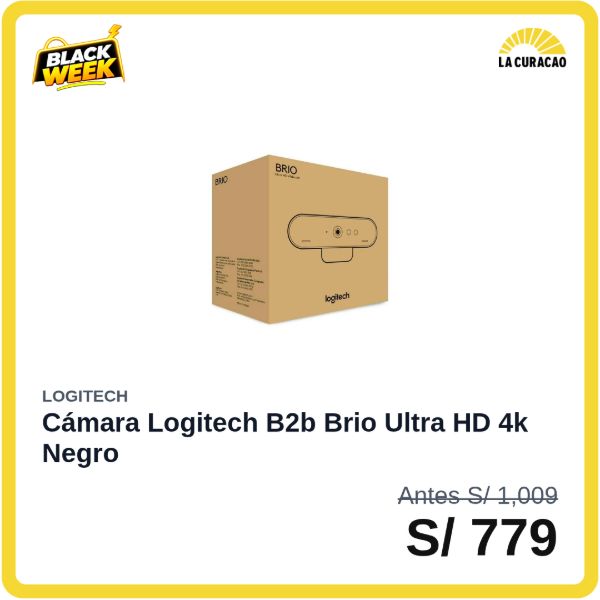 BLACK
WEEK
LA CURACAO
BRIO
BRIO
logitech
LOGITECH
Cámara Logitech B2b Brio Ultra HD 4k
Negro
Antes S/ 1,009
S/ 779